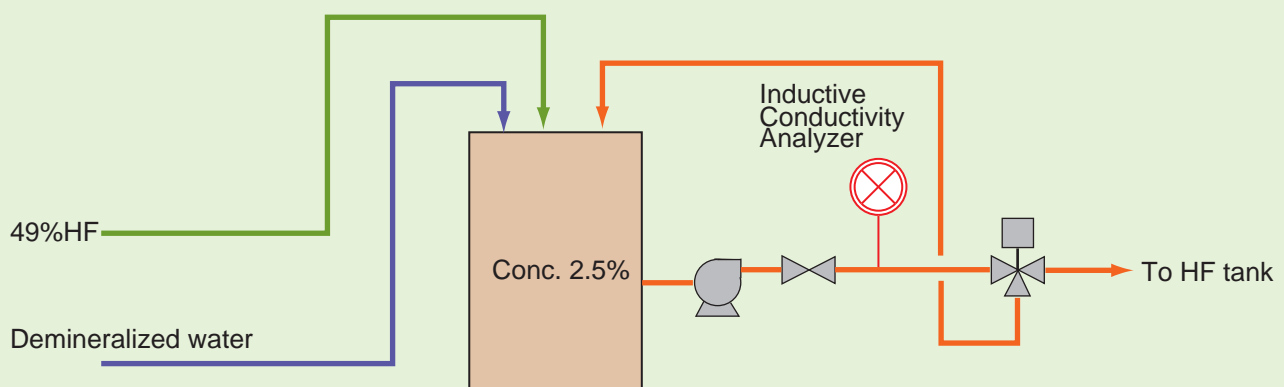 Inductive
Conductivity
Analyzer
49%HF
Conc. 2.5%
To HF tank
Demineralized water